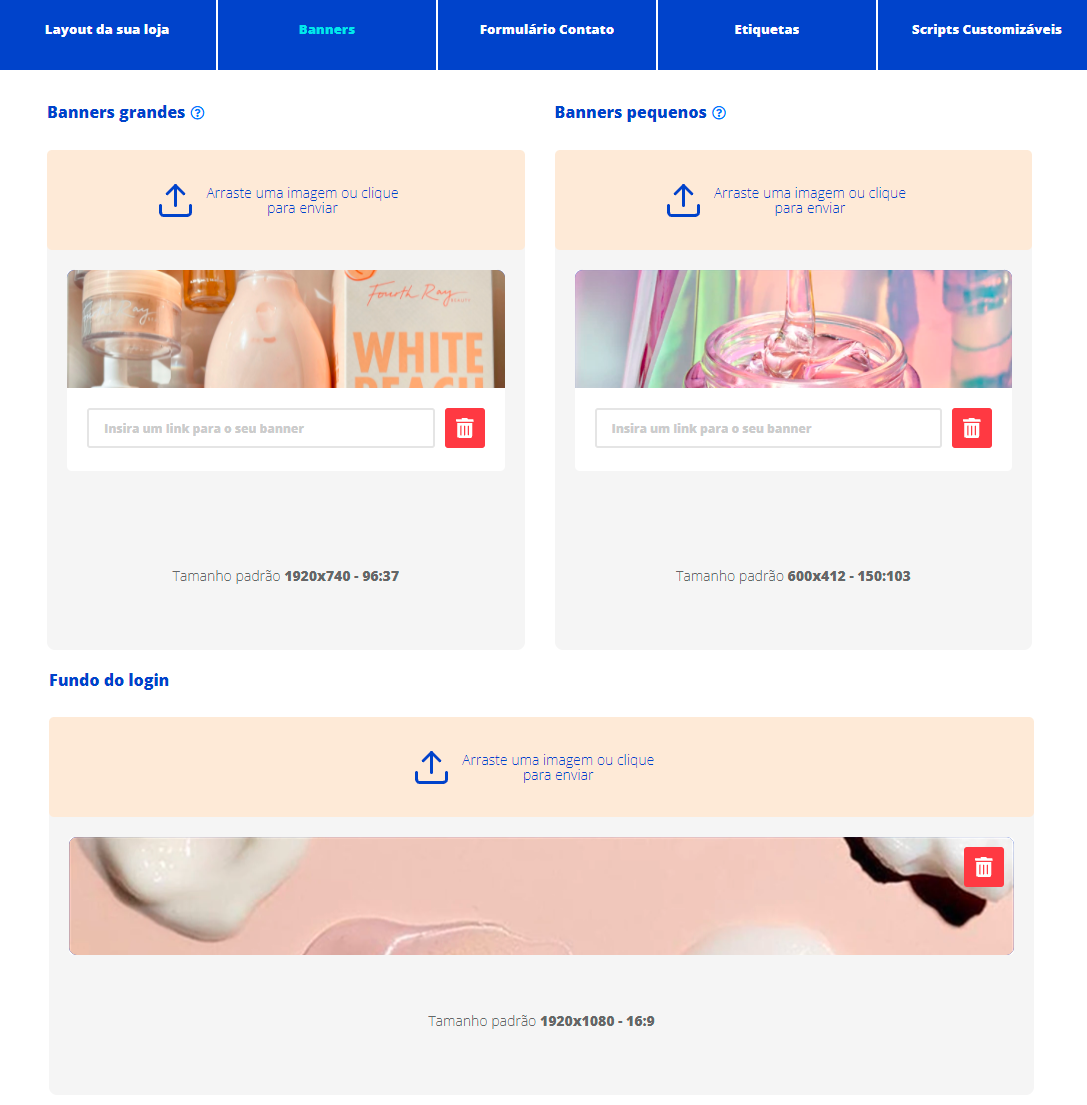 Layout da sua loja
Banners
Formulário Contato
Etiquetas
Scripts Customizáveis
Banners grandes
Arraste uma imagem ou clique
para enviar
Fourth Ray
BEAUTY
WHITE
PEACH
Insira um link para o seu banner
Tamanho padrão 1920x740 - 96:37
Banners pequenos
Arraste uma imagem ou clique
para enviar
Insira um link para o seu banner
Tamanho padrão 600x412 - 150:103
Fundo do login
Arraste uma imagem ou clique
para enviar
Tamanho padrão 1920x1080 - 16:9